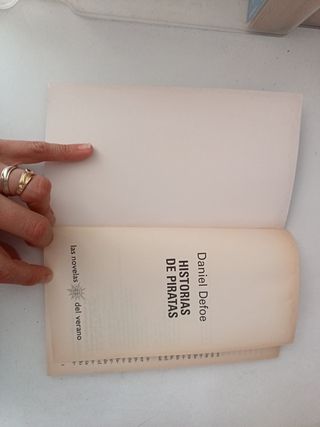 Daniel Defoe
HISTORIAS
DE PIRATAS
las novelas del verano